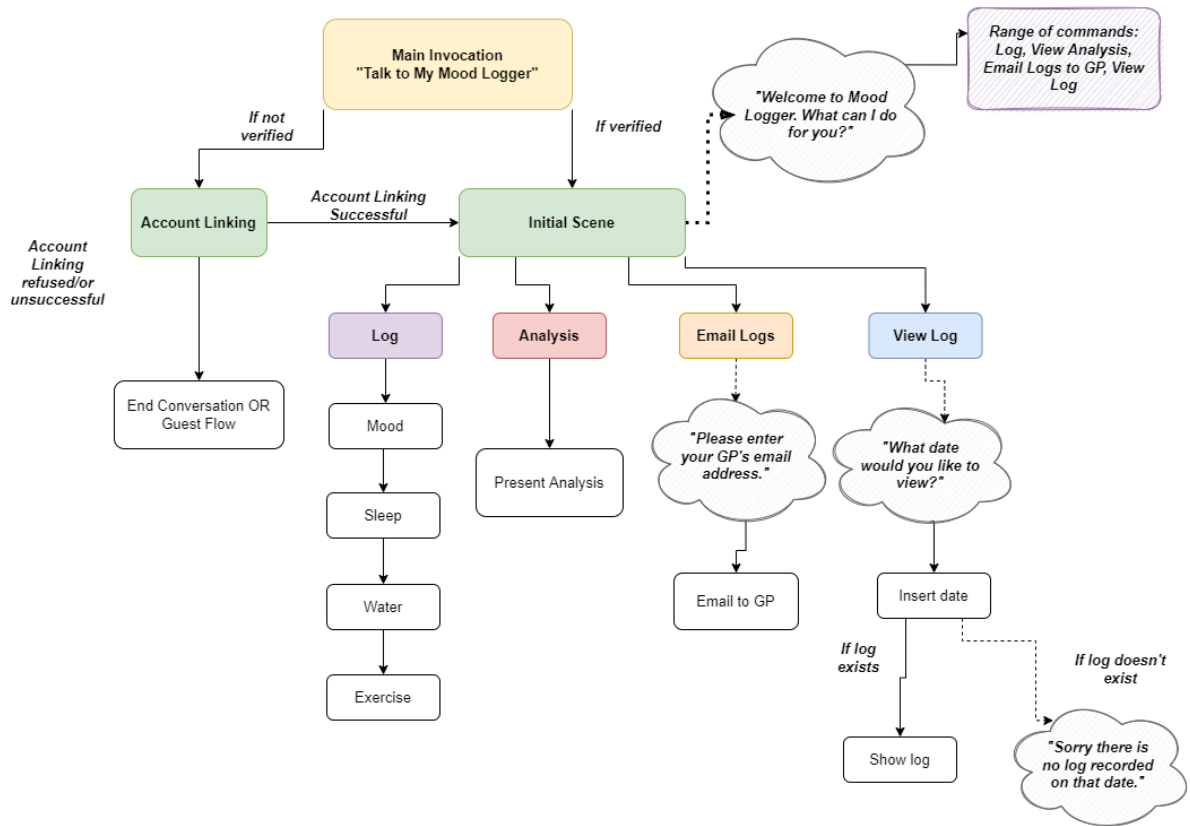 Main Invocation
"Talk to My Mood Logger"
Range of commands:
Log, View Analysis,
Email Logs to GP, View
Log
"Welcome to Mood
Logger. What can I do
for you?"
If not
verified
If verified
Account Linking
Account Linking
Successful
Initial Scene
Account
Linking
refused/or
unsuccessful
Log
Analysis
Email Logs
View Log
End Conversation OR
Guest Flow
Mood
Sleep
Water
Exercise
Present Analysis
"Please enter
your GP's email
address."
Email to GP
"What date
would you like to
view?"
Insert date
If log
exists
If log doesn't
exist
Show log
"Sorry there is
no log recorded
on that date."